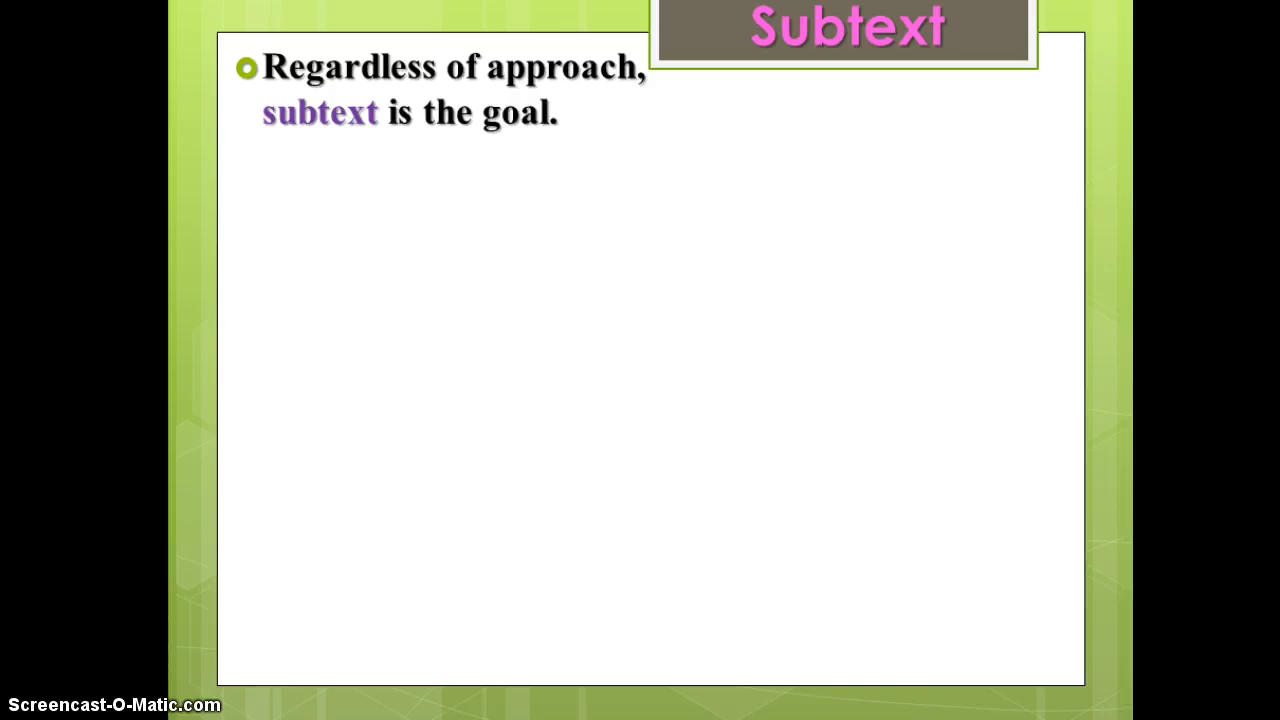 Subtext
Regardless of approach,
subtext is the goal.
Screencast-O-Matic.com